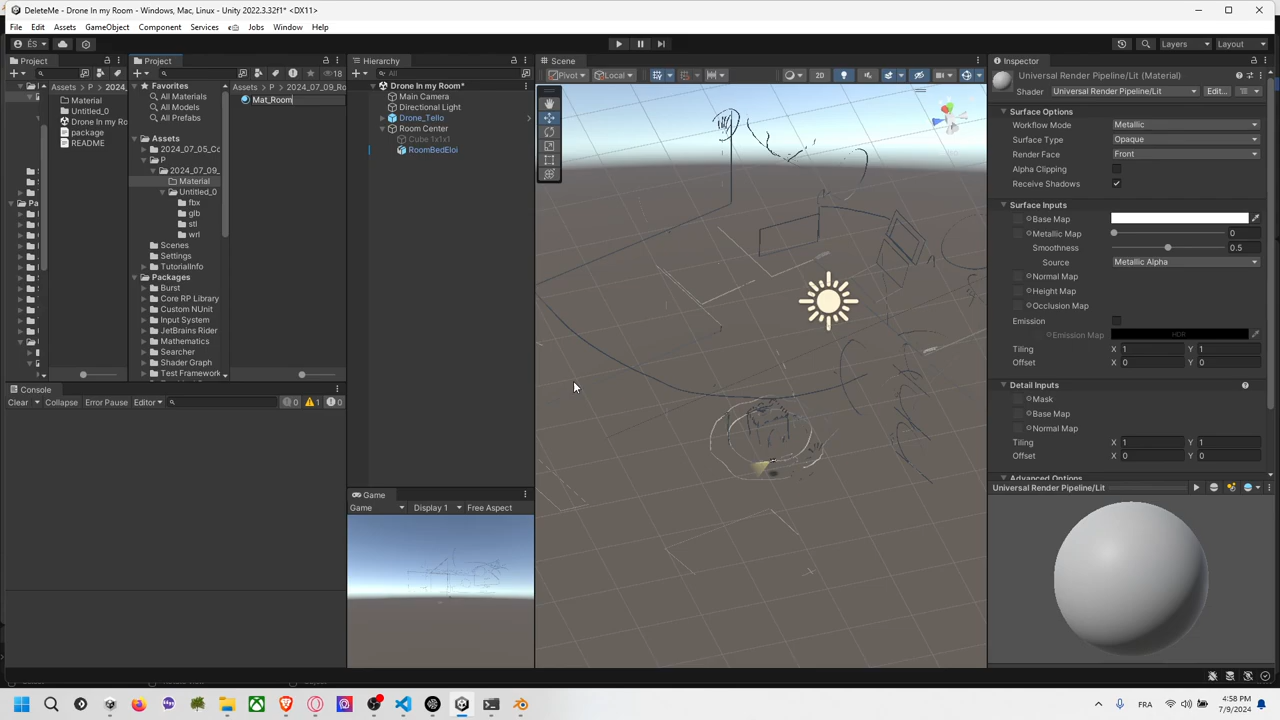 DeleteMe - Drone In my Room - Windows, Mac, Linux - Unity 2022.3.32f1* <DX11>
File Edit Assets GameObject Component Services Jobs Window Help
ÉS Layers Layout
Project Project Hierarchy Scene Inspector
18 All Pivot Local 2D
Universal Render Pipeline/Lit (Material)
Shader Universal Render Pipeline/Lit Edit...
Assets P 2024_
Material
Untitled_0
Drone In my Ro
package
README
Pa
Favorites
All Materials
All Models
All Prefabs
Assets
2024_07_05_Co
P
2024_07_09_
Material
Untitled_0
fbx
glb
stl
wrl
Scenes
Settings
TutorialInfo
Packages
Burst
Core RP Library
Custom NUnit
Input System
JetBrains Rider
Mathematics
Searcher
Shader Graph
Test Framework
Assets P 2024_07_09_Ro
Mat_Room
Drone In my Room*
Main Camera
Directional Light
Drone_Tello
Room Center
Cube 1x1x1
RoomBedEloi
Surface Options
Workflow Mode Metallic
Surface Type Opaque
Render Face Front
Alpha Clipping
Receive Shadows
Surface Inputs
Base Map
Metallic Map 0
Smoothness 0.5
Source Metallic Alpha
Normal Map
Height Map
Occlusion Map
Emission
Emission Map HDR
Tiling X 1 Y 1
Offset X 0 Y 0
Detail Inputs
Mask
Base Map
Normal Map
Tiling X 1 Y 1
Offset X 0 Y 0
Advanced Options
Universal Render Pipeline/Lit
Console
Clear Collapse Error Pause Editor 0 1 0
Game
Game Display 1 Free Aspect
FRA
4:58 PM
7/9/2024